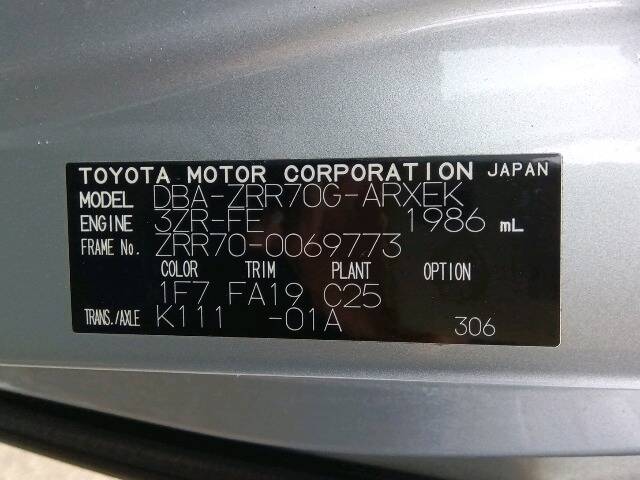 TOYOTA MOTOR CORPORATION JAPAN
MODEL DBA-ZRR70G-ARXEK
ENGINE 3ZR-FE 1986 mL
FRAME No. ZRR70-0069773
COLOR TRIM PLANT OPTION
1F7 FA19 C25
TRANS./AXLE K111 -01A 306